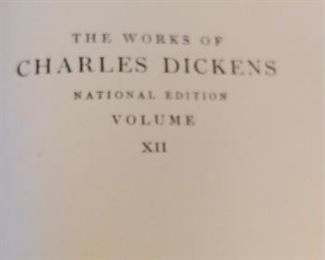 THE WORKS OF
CHARLES DICKENS
NATIONAL EDITION
VOLUME
XII